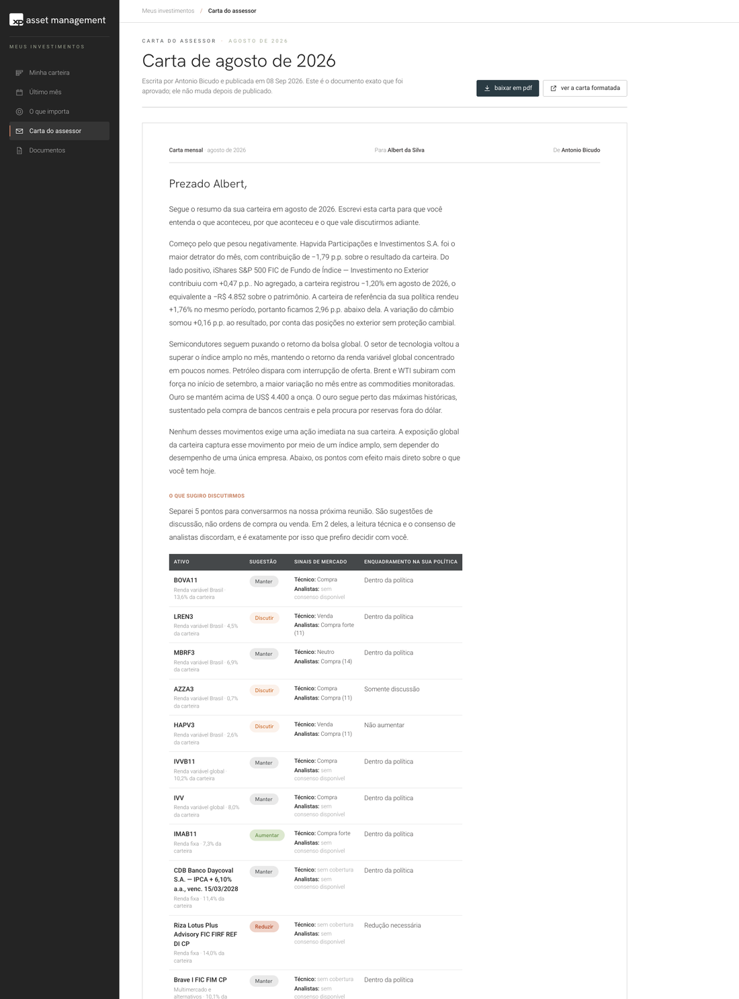 xp asset management
MEUS INVESTIMENTOS
Minha carteira
Último mês
O que importa
Carta do assessor
Documentos
Meus investimentos / Carta do assessor
CARTA DO ASSESSOR · AGOSTO DE 2026
Carta de agosto de 2026
Escrita por Antonio Bicudo e publicada em 08 Sep 2026. Este é o documento exato que foi
aprovado; ele não muda depois de publicado.
baixar em pdf
ver a carta formatada
Carta mensal · agosto de 2026
Para Albert da Silva
De Antonio Bicudo
Prezado Albert,
Segue o resumo da sua carteira em agosto de 2026. Escrevi esta carta para que você
entenda o que aconteceu, por que aconteceu e o que vale discutirmos adiante.
Começo pelo que pesou negativamente. Hapvida Participações e Investimentos S.A. foi o
maior detrator do mês, com contribuição de −1,79 p.p. sobre o resultado da carteira. Do
lado positivo, iShares S&P 500 FIC de Fundo de Índice — Investimento no Exterior
contribuiu com +0,47 p.p.. No agregado, a carteira registrou −1,20% em agosto de 2026, o
equivalente a −R$ 4.852 sobre o patrimônio. A carteira de referência da sua política rendeu
+1,76% no mesmo período, portanto ficamos 2,96 p.p. abaixo dela. A variação do câmbio
somou +0,16 p.p. ao resultado, por conta das posições no exterior sem proteção cambial.
Semicondutores seguem puxando o retorno da bolsa global. O setor de tecnologia voltou a
superar o índice amplo no mês, mantendo o retorno da renda variável global concentrado
em poucos nomes. Petróleo dispara com interrupção de oferta. Brent e WTI subiram com
força no início de setembro, a maior variação no mês entre as commodities monitoradas.
Ouro se mantém acima de US$ 4.400 a onça. O ouro segue perto das máximas históricas,
sustentado pela compra de bancos centrais e pela procura por reservas fora do dólar.
Nenhum desses movimentos exige uma ação imediata na sua carteira. A exposição global
da carteira captura esse movimento por meio de um índice amplo, sem depender do
desempenho de uma única empresa. Abaixo, os pontos com efeito mais direto sobre o que
você tem hoje.
O QUE SUGIRO DISCUTIRMOS
Separei 5 pontos para conversarmos na nossa próxima reunião. São sugestões de
discussão, não ordens de compra ou venda. Em 2 deles, a leitura técnica e o consenso de
analistas discordam, e é exatamente por isso que prefiro decidir com você.
ATIVO SUGESTÃO SINAIS DE MERCADO ENQUADRAMENTO NA SUA POLÍTICA
BOVA11
Renda variável Brasil ·
13,6% da carteira
Manter
Técnico: Compra
Analistas: sem
consenso disponível
Dentro da política
LREN3
Renda variável Brasil · 4,5%
da carteira
Discutir
Técnico: Venda
Analistas: Compra forte
(11)
Dentro da política
MBRF3
Renda variável Brasil · 6,9%
da carteira
Manter
Técnico: Neutro
Analistas: Compra (14)
Dentro da política
AZZA3
Renda variável Brasil · 0,7%
da carteira
Discutir
Técnico: Compra
Analistas: Compra (11)
Somente discussão
HAPV3
Renda variável Brasil · 2,6%
da carteira
Discutir
Técnico: Venda
Analistas: Compra (11)
Não aumentar
IVVB11
Renda variável global ·
10,2% da carteira
Manter
Técnico: Compra
Analistas: sem
consenso disponível
Dentro da política
IVV
Renda variável global · 8,0%
da carteira
Manter
Técnico: Compra
Analistas: sem
consenso disponível
Dentro da política
IMAB11
Renda fixa · 7,3% da
carteira
Aumentar
Técnico: Compra forte
Analistas: sem
consenso disponível
Dentro da política
CDB Banco Daycoval
S.A. — IPCA + 6,10%
a.a., venc. 15/03/2028
Renda fixa · 11,4% da
carteira
Manter
Técnico: sem cobertura
Analistas: sem
consenso disponível
Dentro da política
Riza Lotus Plus
Advisory FIC FIRF REF
DI CP
Renda fixa · 14,0% da
carteira
Reduzir
Técnico: sem cobertura
Analistas: sem
consenso disponível
Redução necessária
Brave I FIC FIM CP
Multimercado e
alternativos · 10,1% da
Manter
Técnico: sem cobertura
Analistas: sem
consenso disponível
Dentro da política